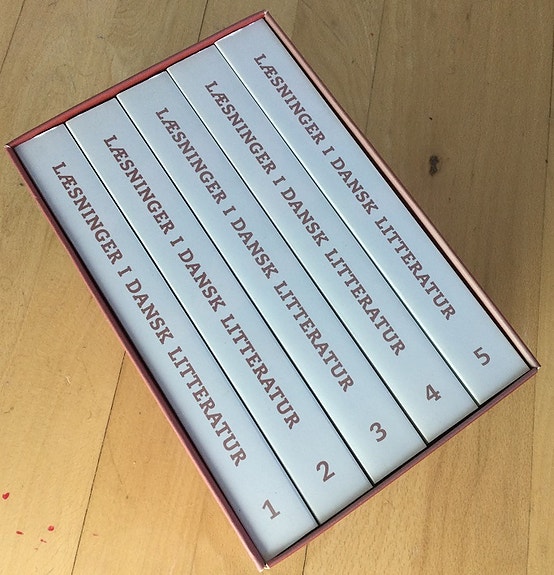 LÆSNINGER I DANSK LITTERATUR 1
LÆSNINGER I DANSK LITTERATUR 2
LÆSNINGER I DANSK LITTERATUR 3
LÆSNINGER I DANSK LITTERATUR 4
LÆSNINGER I DANSK LITTERATUR 5